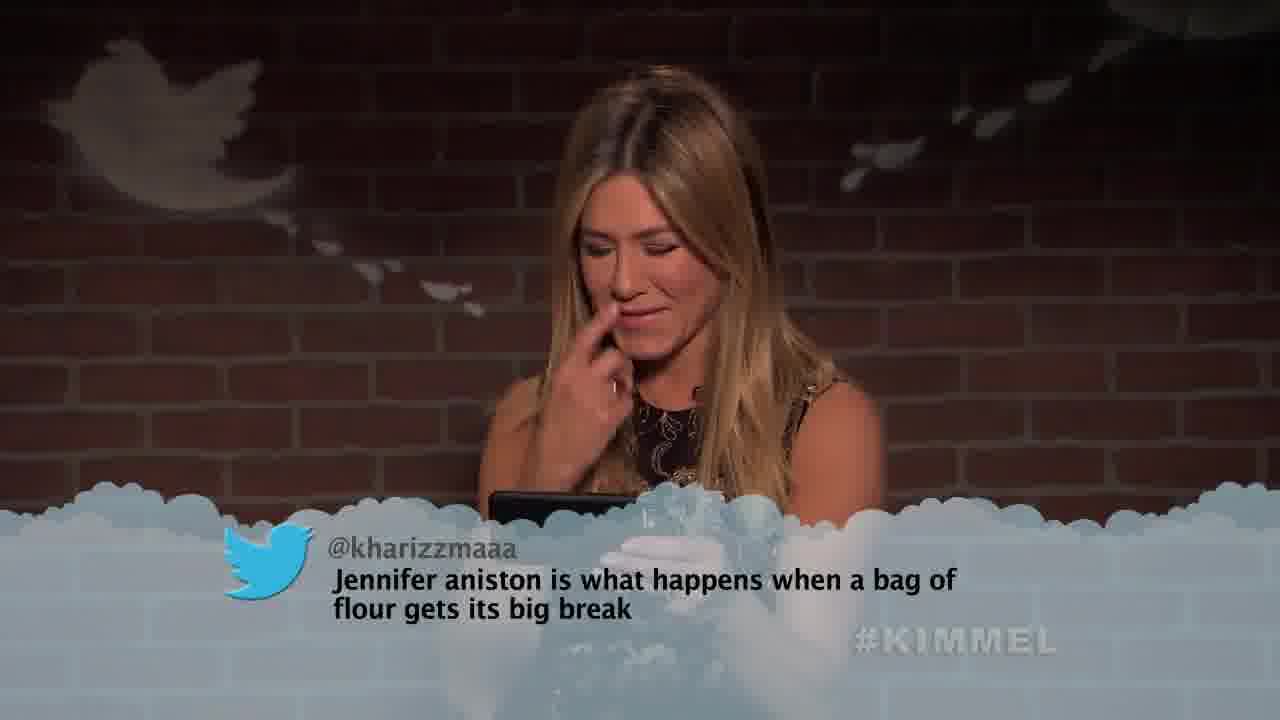 @kharizzmaaa
Jennifer aniston is what happens when a bag of
flour gets its big break
#KIMMEL